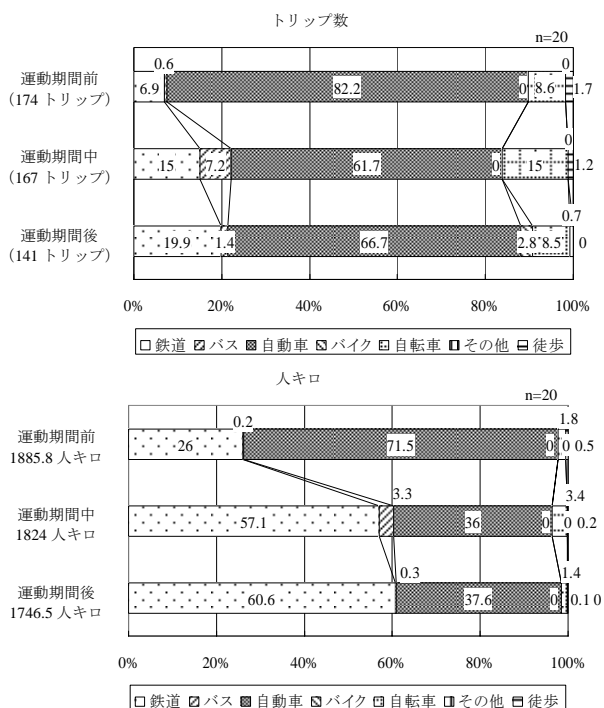 トリップ数
n=20
運動期間前
(174 トリップ)
6.9 0.6 82.2 0 8.6 0 1.7
運動期間中
(167 トリップ)
15 7.2 61.7 0 15 0 1.2
運動期間後
(141 トリップ)
19.9 1.4 66.7 2.8 8.5 0.7 0
0% 20% 40% 60% 80% 100%
鉄道 バス 自動車 バイク 自転車 その他 徒歩
人キロ
n=20
運動期間前
1885.8 人キロ
26 0.2 71.5 0 1.8 0 0.5
運動期間中
1824 人キロ
57.1 3.3 36 0 3.4 0 0.2
運動期間後
1746.5 人キロ
60.6 0.3 37.6 0 1.4 0.1 0
0% 20% 40% 60% 80% 100%
鉄道 バス 自動車 バイク 自転車 その他 徒歩